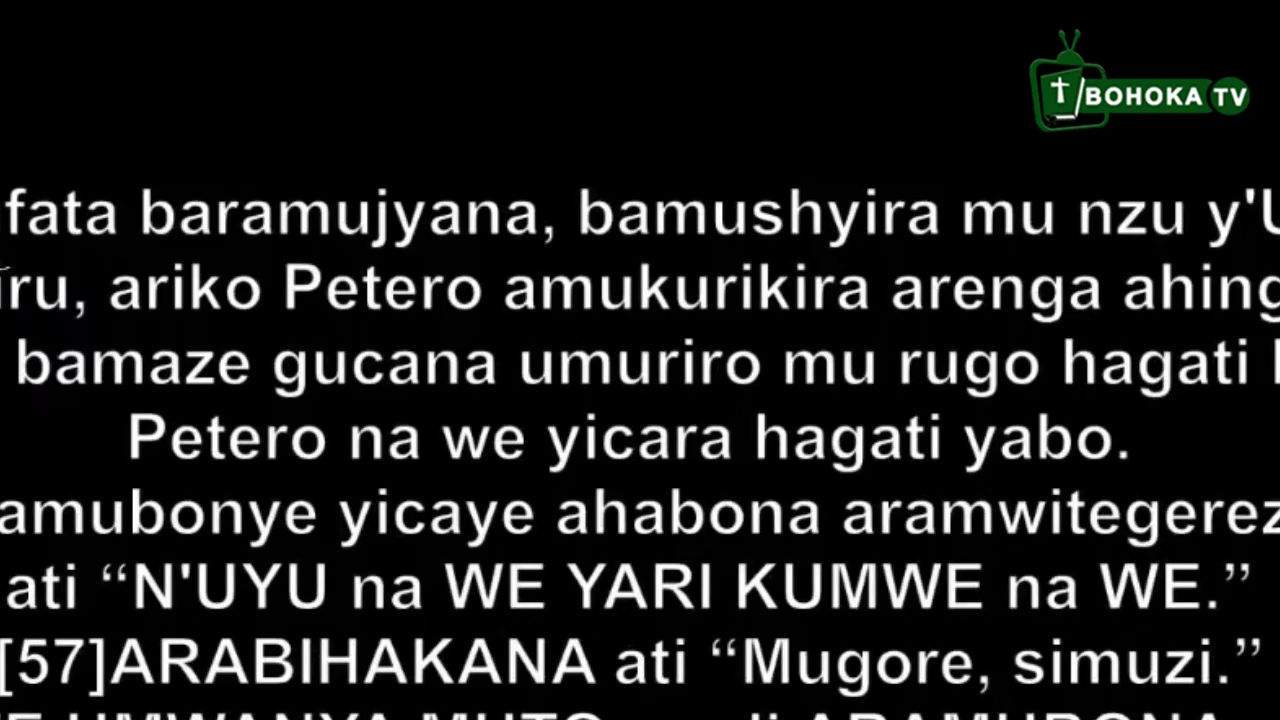 BOHOKA TV
fata baramujyana, bamushyira mu nzu y'U
iru, ariko Petero amukurikira arenga ahing
bamaze gucana umuriro mu rugo hagati
Petero na we yicara hagati yabo.
amubonye yicaye ahabona aramwitegerez
ati “N'UYU na WE YARI KUMWE na WE.”
[57]ARABIHAKANA ati “Mugore, simuzi.”